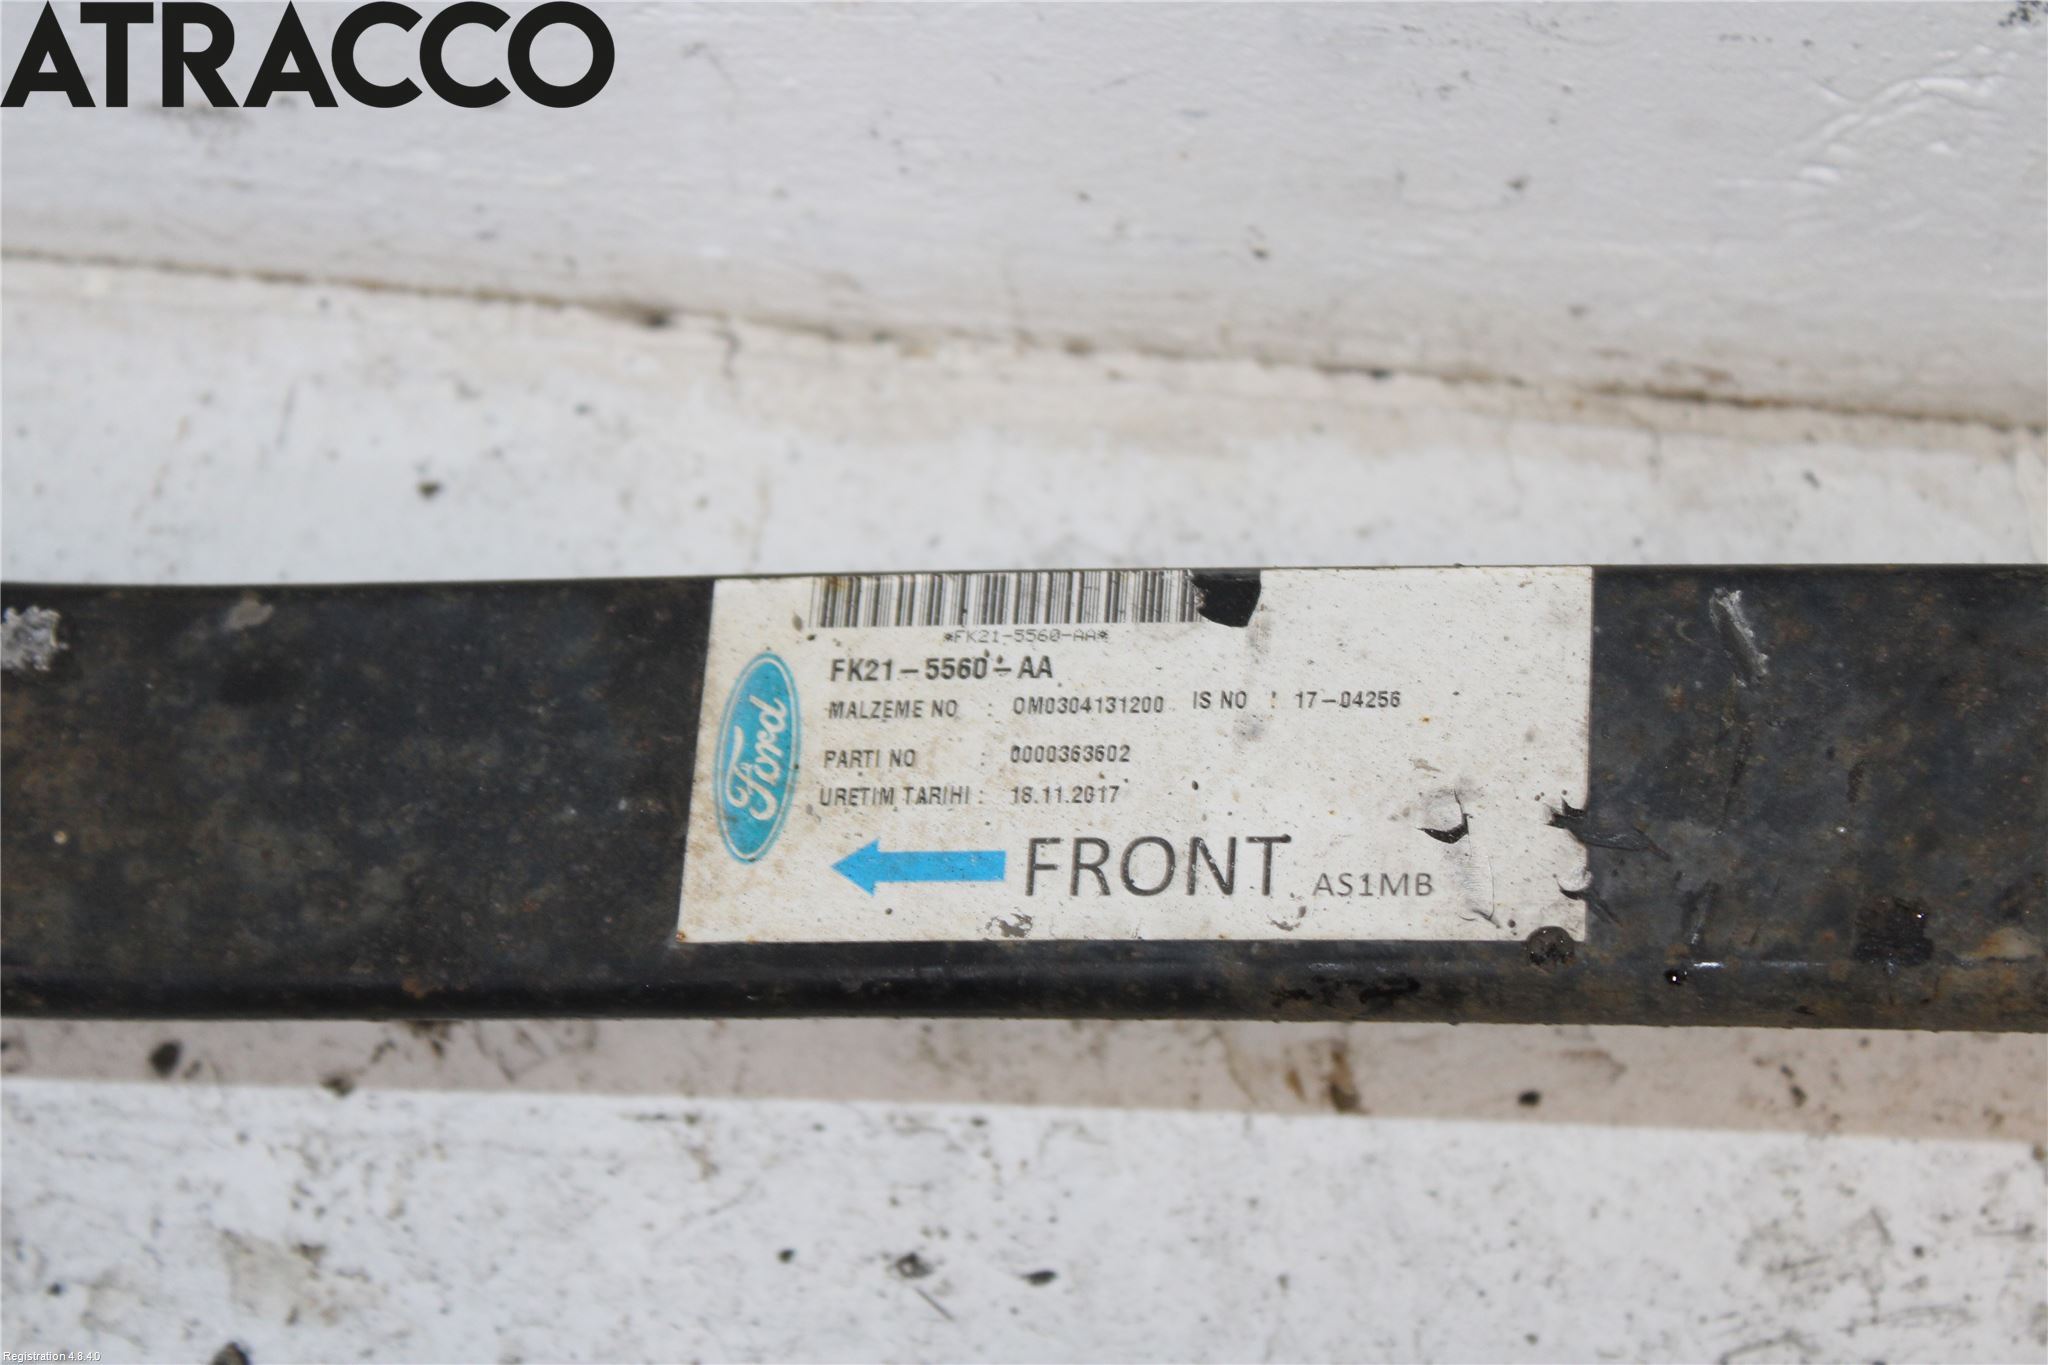 ATRACCO
*FK21-5560-AA*
FK21-5560-AA
MALZEME NO : OM0304131200 IS NO : 17-04256
PARTI NO : 0000363602
URETIM TARIHI : 18.11.2017
Ford
FRONT AS1MB
Registration 4.8.4.0